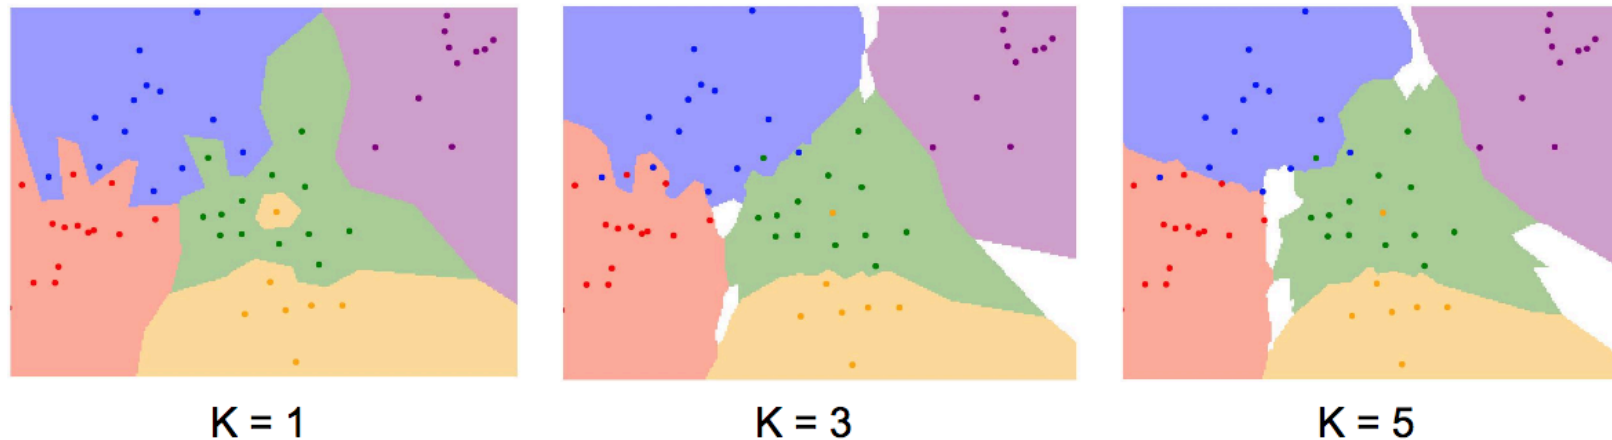 K = 1
K = 3
K = 5